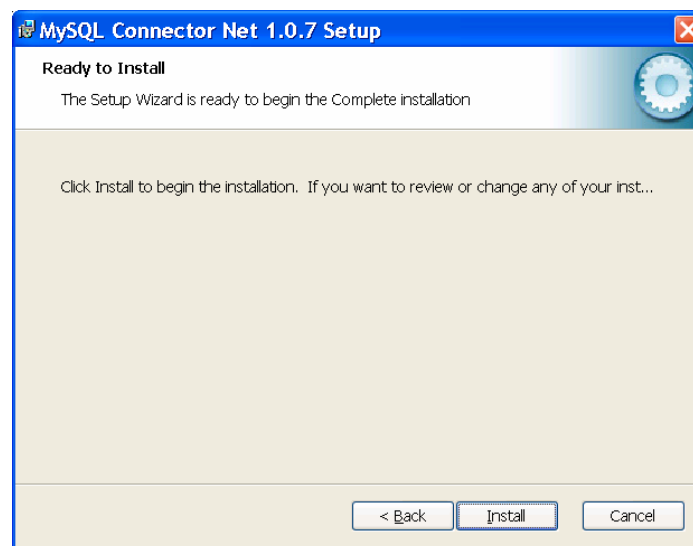 MySQL Connector Net 1.0.7 Setup
Ready to Install
The Setup Wizard is ready to begin the Complete installation
Click Install to begin the installation. If you want to review or change any of your inst...
< Back Install Cancel